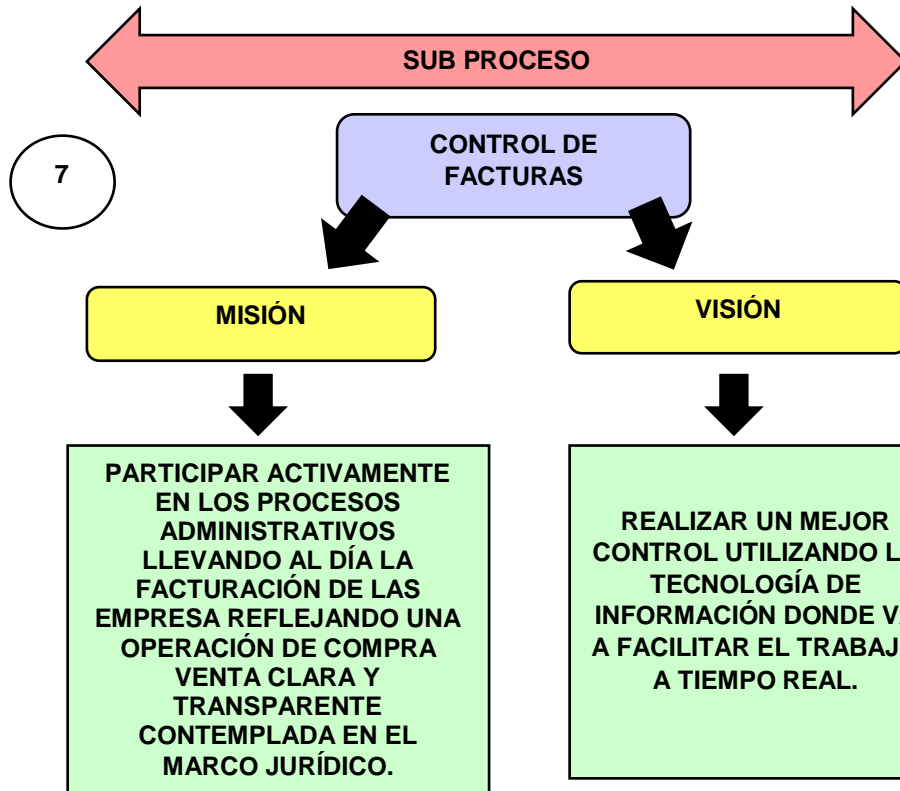 SUB PROCESO
7
CONTROL DE
FACTURAS
MISIÓN
VISIÓN
PARTICIPAR ACTIVAMENTE
EN LOS PROCESOS
ADMINISTRATIVOS
LLEVANDO AL DÍA LA
FACTURACIÓN DE LAS
EMPRESA REFLEJANDO UNA
OPERACIÓN DE COMPRA
VENTA CLARA Y
TRANSPARENTE
CONTEMPLADA EN EL
MARCO JURÍDICO.
REALIZAR UN MEJOR
CONTROL UTILIZANDO
TECNOLOGÍA DE
INFORMACIÓN DONDE
A FACILITAR EL
A TIEMPO REAL.